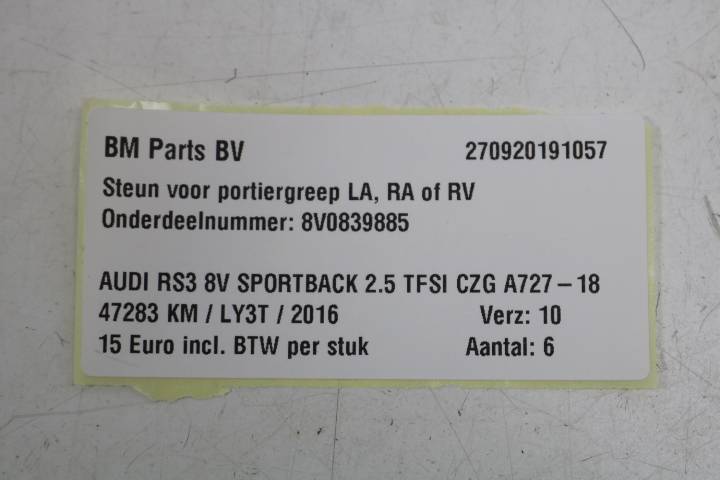 BM Parts BV 270920191057
Steun voor portiergreep LA, RA of RV
Onderdeelnummer: 8V0839885
AUDI RS3 8V SPORTBACK 2.5 TFSI CZG A727 – 18
47283 KM / LY3T / 2016 Verz: 10
15 Euro incl. BTW per stuk Aantal: 6